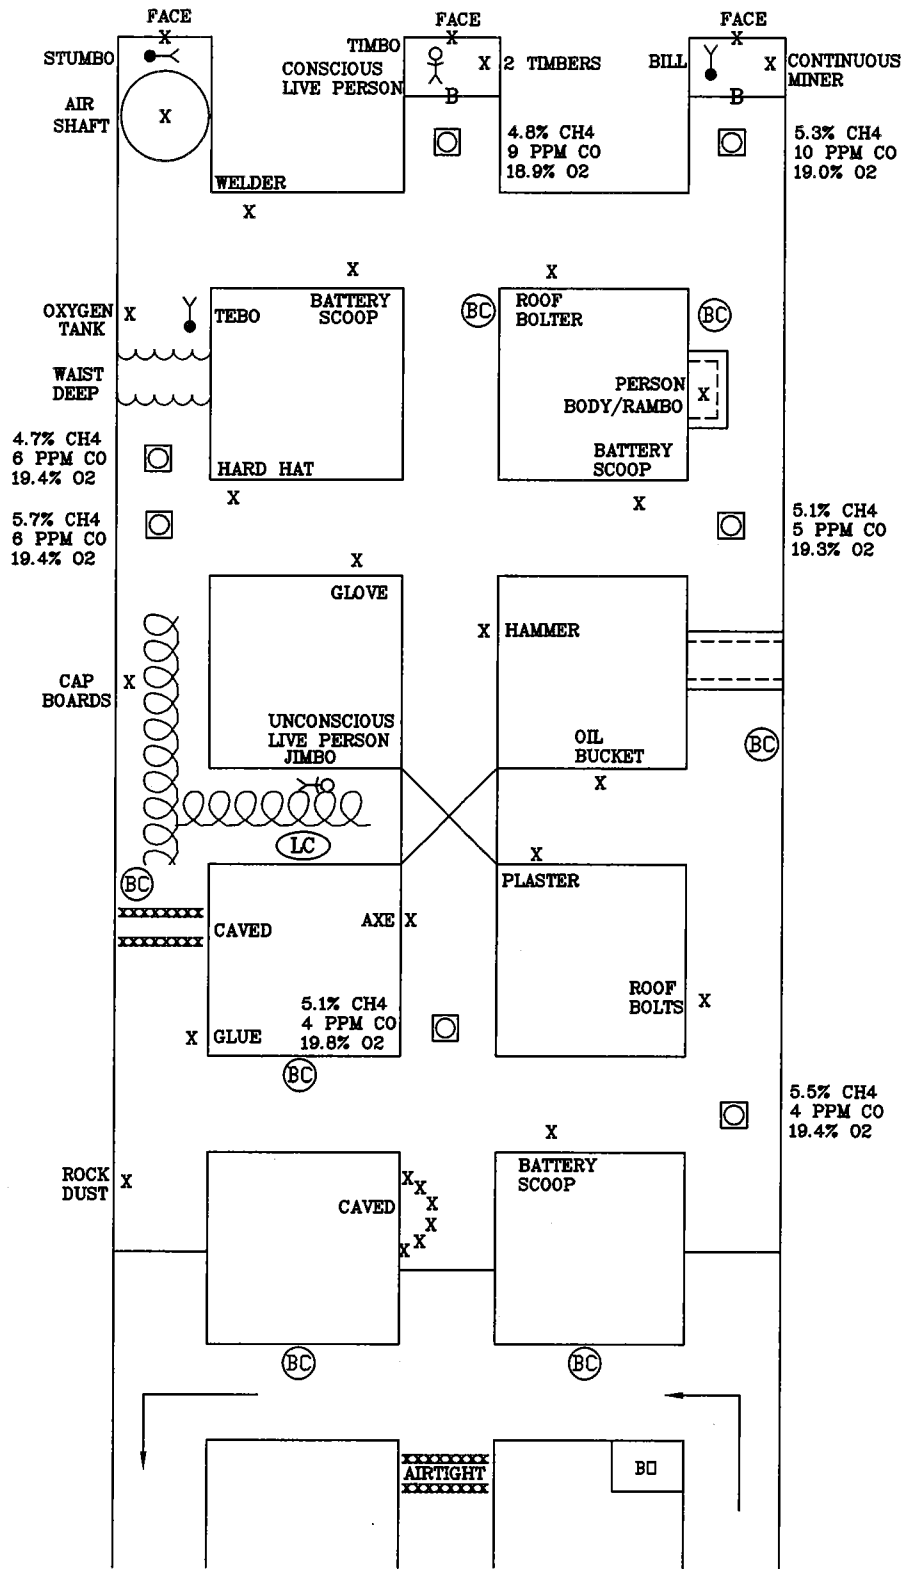 FACE
X
STUMBO
AIR
SHAFT
X
WELDER
X
FACE
X
TIMBO
CONSCIOUS
LIVE PERSON
X 2 TIMBERS
B
4.8% CH4
9 PPM CO
18.9% O2
FACE
X
BILL
X CONTINUOUS
MINER
B
5.3% CH4
10 PPM CO
19.0% O2
X
X
OXYGEN
TANK
X
TEBO
BATTERY
SCOOP
BC
ROOF
BOLTER
BC
WAIST
DEEP
PERSON
BODY/RAMBO
X
4.7% CH4
6 PPM CO
19.4% O2
HARD HAT
X
BATTERY
SCOOP
X
5.7% CH4
6 PPM CO
19.4% O2
5.1% CH4
5 PPM CO
19.3% O2
X
GLOVE
X HAMMER
CAP
BOARDS
X
UNCONSCIOUS
LIVE PERSON
JIMBO
OIL
BUCKET
X
BC
LC
BC
X
PLASTER
XXXXXXXX
CAVED
XXXXXXXX
AXE X
ROOF
BOLTS
X
5.1% CH4
4 PPM CO
19.8% O2
X GLUE
BC
5.5% CH4
4 PPM CO
19.4% O2
X
BATTERY
SCOOP
ROCK
DUST
X
CAVED
X
X
X
X
X
X
BC
BC
XXXXXXXX
AIRTIGHT
XXXXXXXX
BO